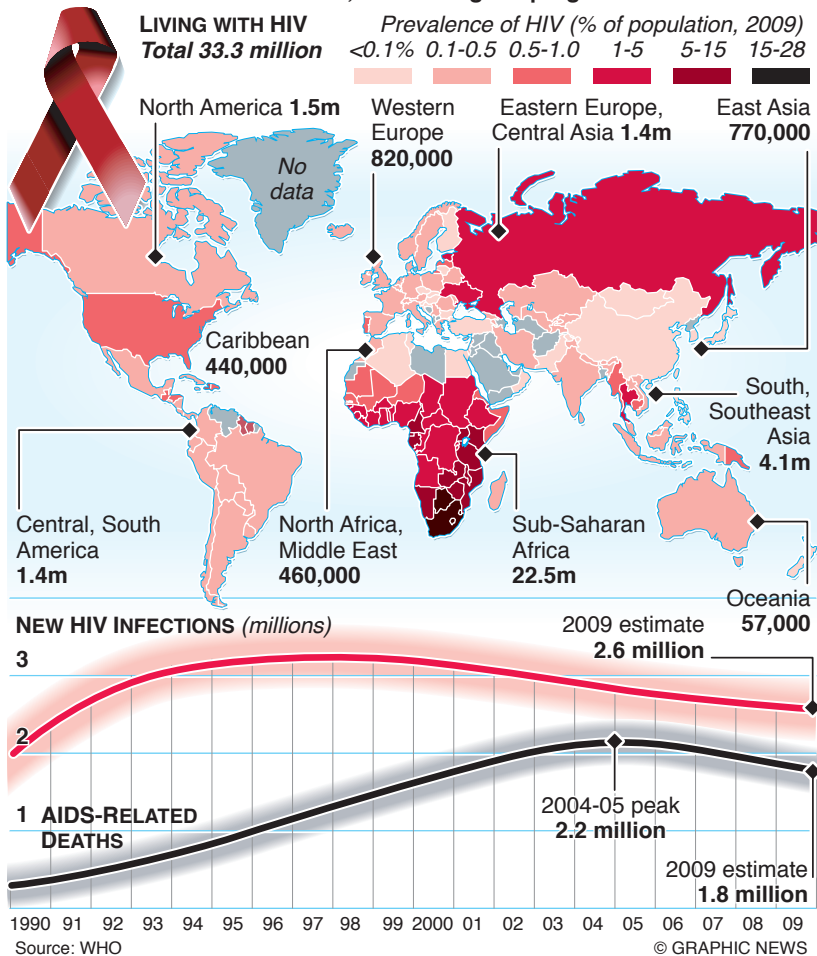 LIVING WITH HIV
Total 33.3 million
Prevalence of HIV (% of population, 2009)
<0.1% 0.1-0.5 0.5-1.0 1-5 5-15 15-28
North America 1.5m
Western
Europe
820,000
Eastern Europe,
Central Asia 1.4m
East Asia
770,000
No
data
Caribbean
440,000
South,
Southeast
Asia
4.1m
Central, South
America
1.4m
North Africa,
Middle East
460,000
Sub-Saharan
Africa
22.5m
Oceania
57,000
NEW HIV INFECTIONS (millions)
2009 estimate
2.6 million
3
2
1
AIDS-RELATED
DEATHS
2004-05 peak
2.2 million
2009 estimate
1.8 million
1990 91 92 93 94 95 96 97 98 99 2000 01 02 03 04 05 06 07 08 09
Source: WHO
© GRAPHIC NEWS